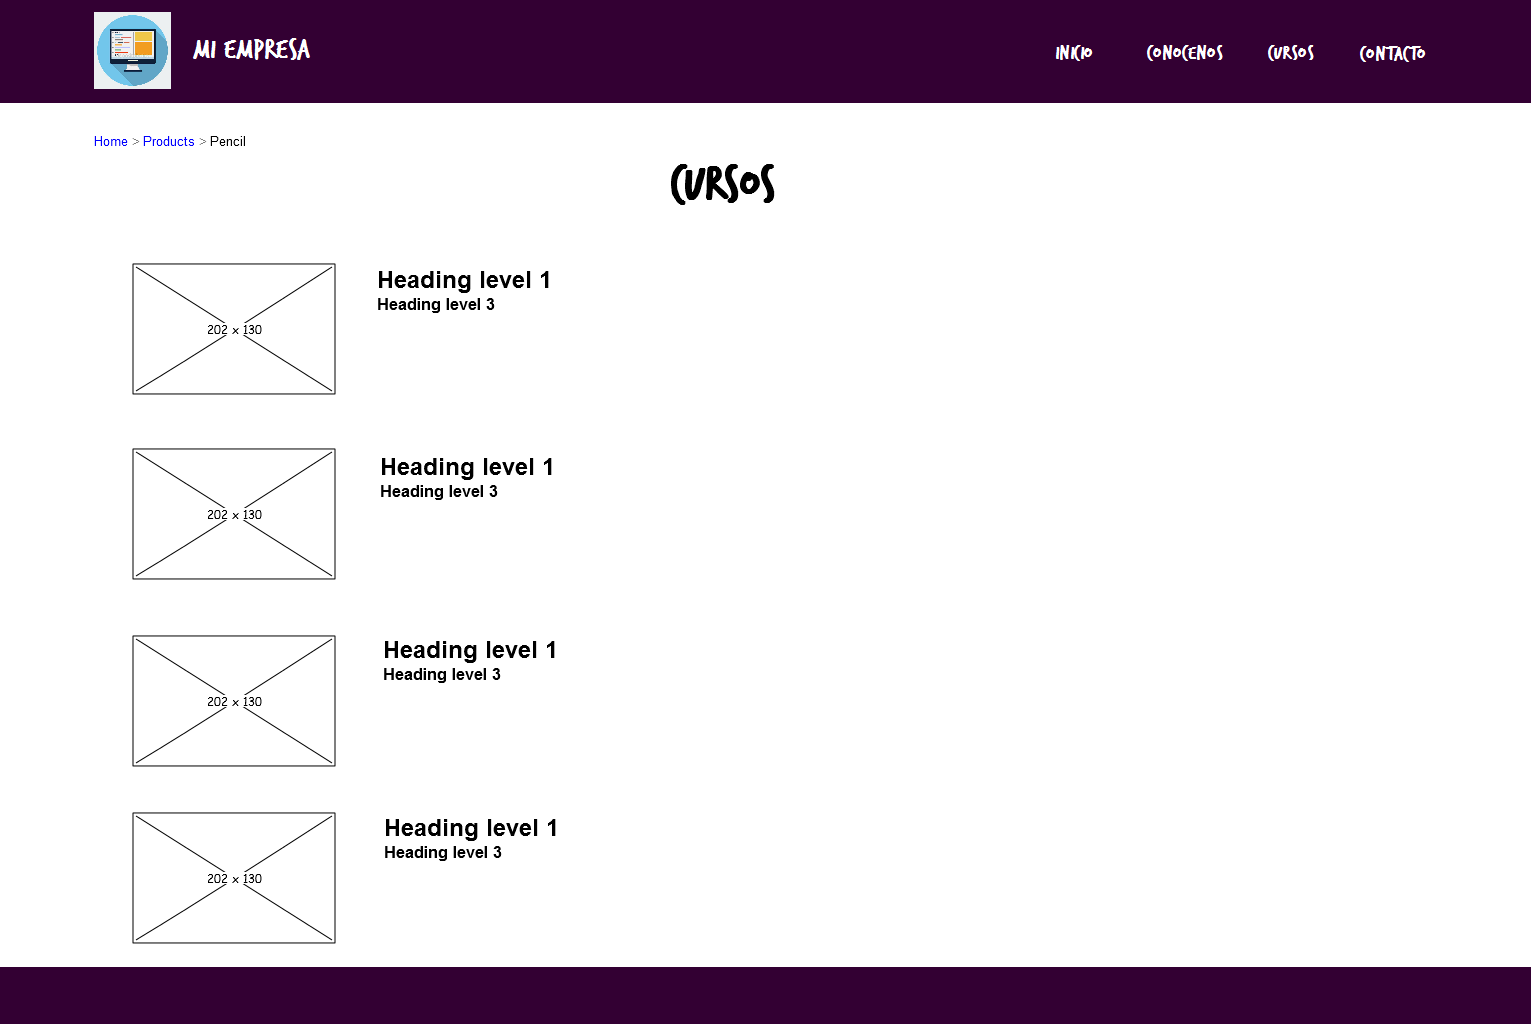 MI EMPRESA
INICIO CONOCENOS CURSOS CONTACTO
Home > Products > Pencil
CURSOS
Heading level 1
Heading level 3
202 x 130
Heading level 1
Heading level 3
202 x 130
Heading level 1
Heading level 3
202 x 130
Heading level 1
Heading level 3
202 x 130